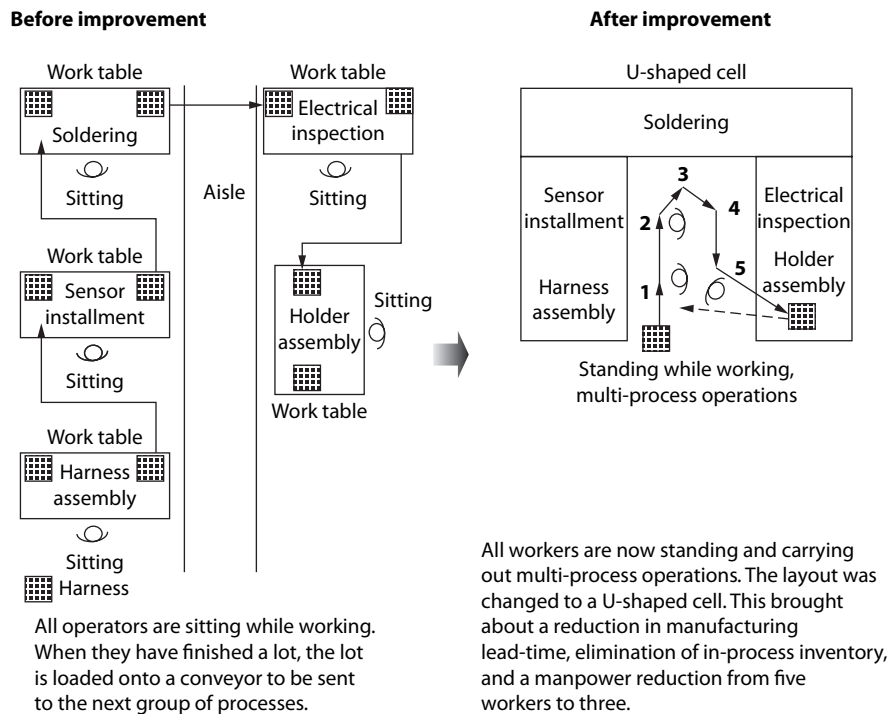 Before improvement
Work table
Soldering
Sitting
Work table
Sensor
installment
Sitting
Work table
Harness
assembly
Sitting
Harness
Aisle
Work table
Electrical
inspection
Sitting
Holder
assembly
Sitting
Work table
All operators are sitting while working.
When they have finished a lot, the lot
is loaded onto a conveyor to be sent
to the next group of processes.
After improvement
U-shaped cell
Soldering
Sensor
installment
Harness
assembly
1
2
3
4
5
Electrical
inspection
Holder
assembly
Standing while working,
multi-process operations
All workers are now standing and carrying
out multi-process operations. The layout was
changed to a U-shaped cell. This brought
about a reduction in manufacturing
lead-time, elimination of in-process inventory,
and a manpower reduction from five
workers to three.